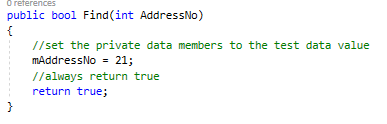 0 references
public bool Find(int AddressNo)
{
//set the private data members to the test data value
mAddressNo = 21;
//always return true
return true;
}